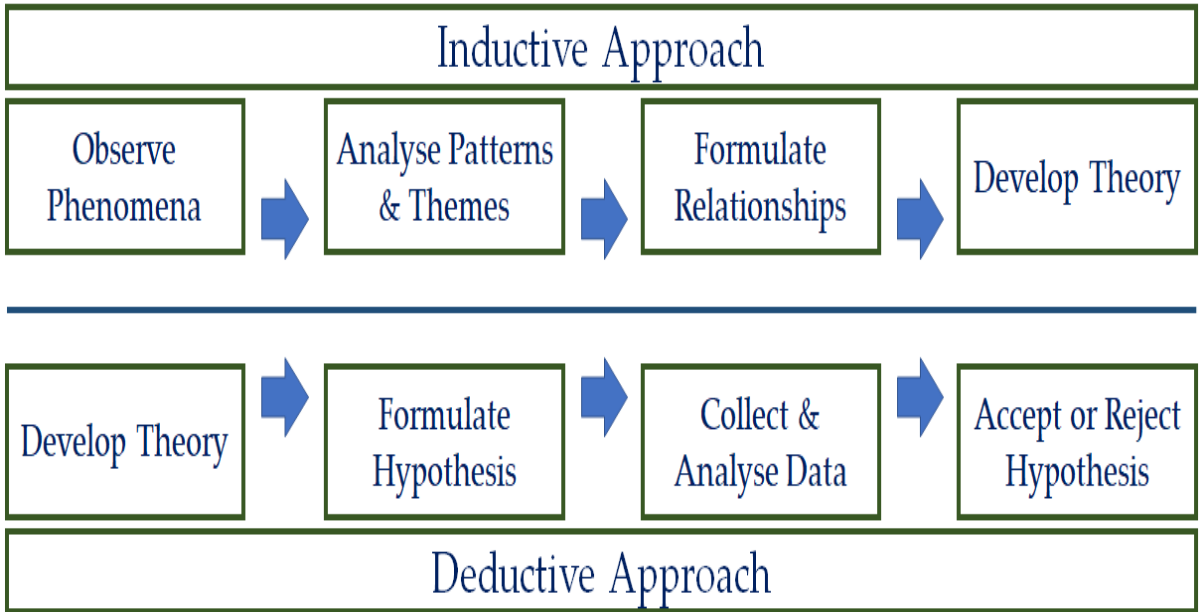 Inductive Approach
Observe
Phenomena
Analyse Patterns
& Themes
Formulate
Relationships
Develop Theory
Develop Theory
Formulate
Hypothesis
Collect &
Analyse Data
Accept or Reject
Hypothesis
Deductive Approach